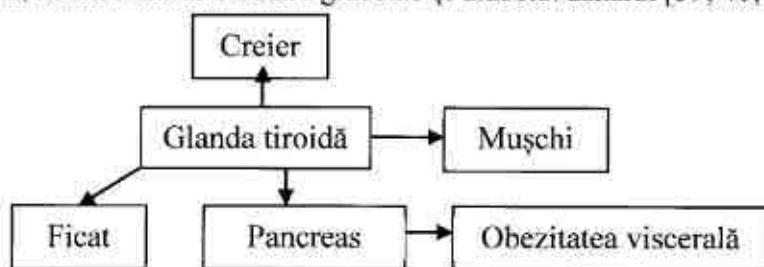 Creier
Glanda tiroidă
Mușchi
Ficat
Pancreas
Obezitatea viscerală